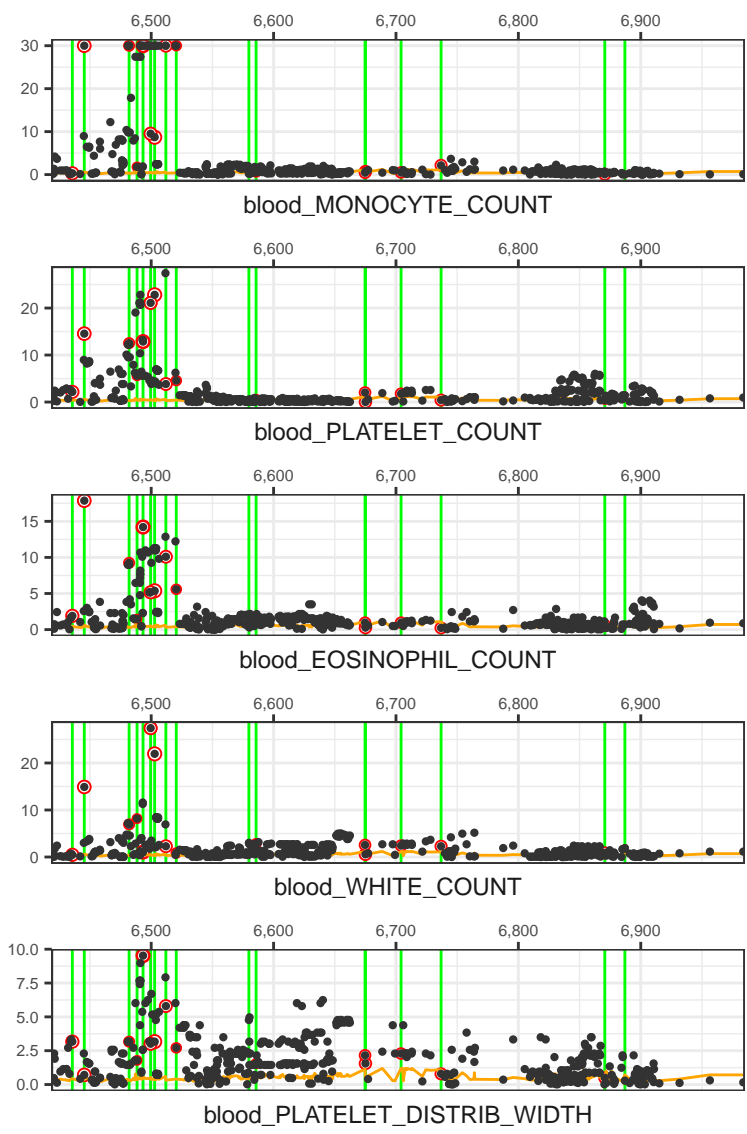 6,500 6,600 6,700 6,800 6,900
30
20
10
0
blood_MONOCYTE_COUNT
6,500 6,600 6,700 6,800 6,900
20
10
0
blood_PLATELET_COUNT
6,500 6,600 6,700 6,800 6,900
15
10
5
0
blood_EOSINOPHIL_COUNT
6,500 6,600 6,700 6,800 6,900
20
10
0
blood_WHITE_COUNT
6,500 6,600 6,700 6,800 6,900
10.0
7.5
5.0
2.5
0.0
blood_PLATELET_DISTRIB_WIDTH